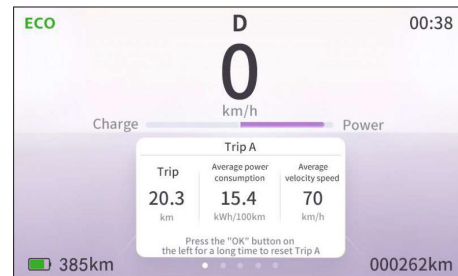 ECO D 00:38
0
km/h
Charge Power
Trip A
Trip Average power consumption Average velocity speed
20.3 15.4 70
km kWh/100km km/h
Press the "OK" button on
the left for a long time to reset Trip A
385km 000262km